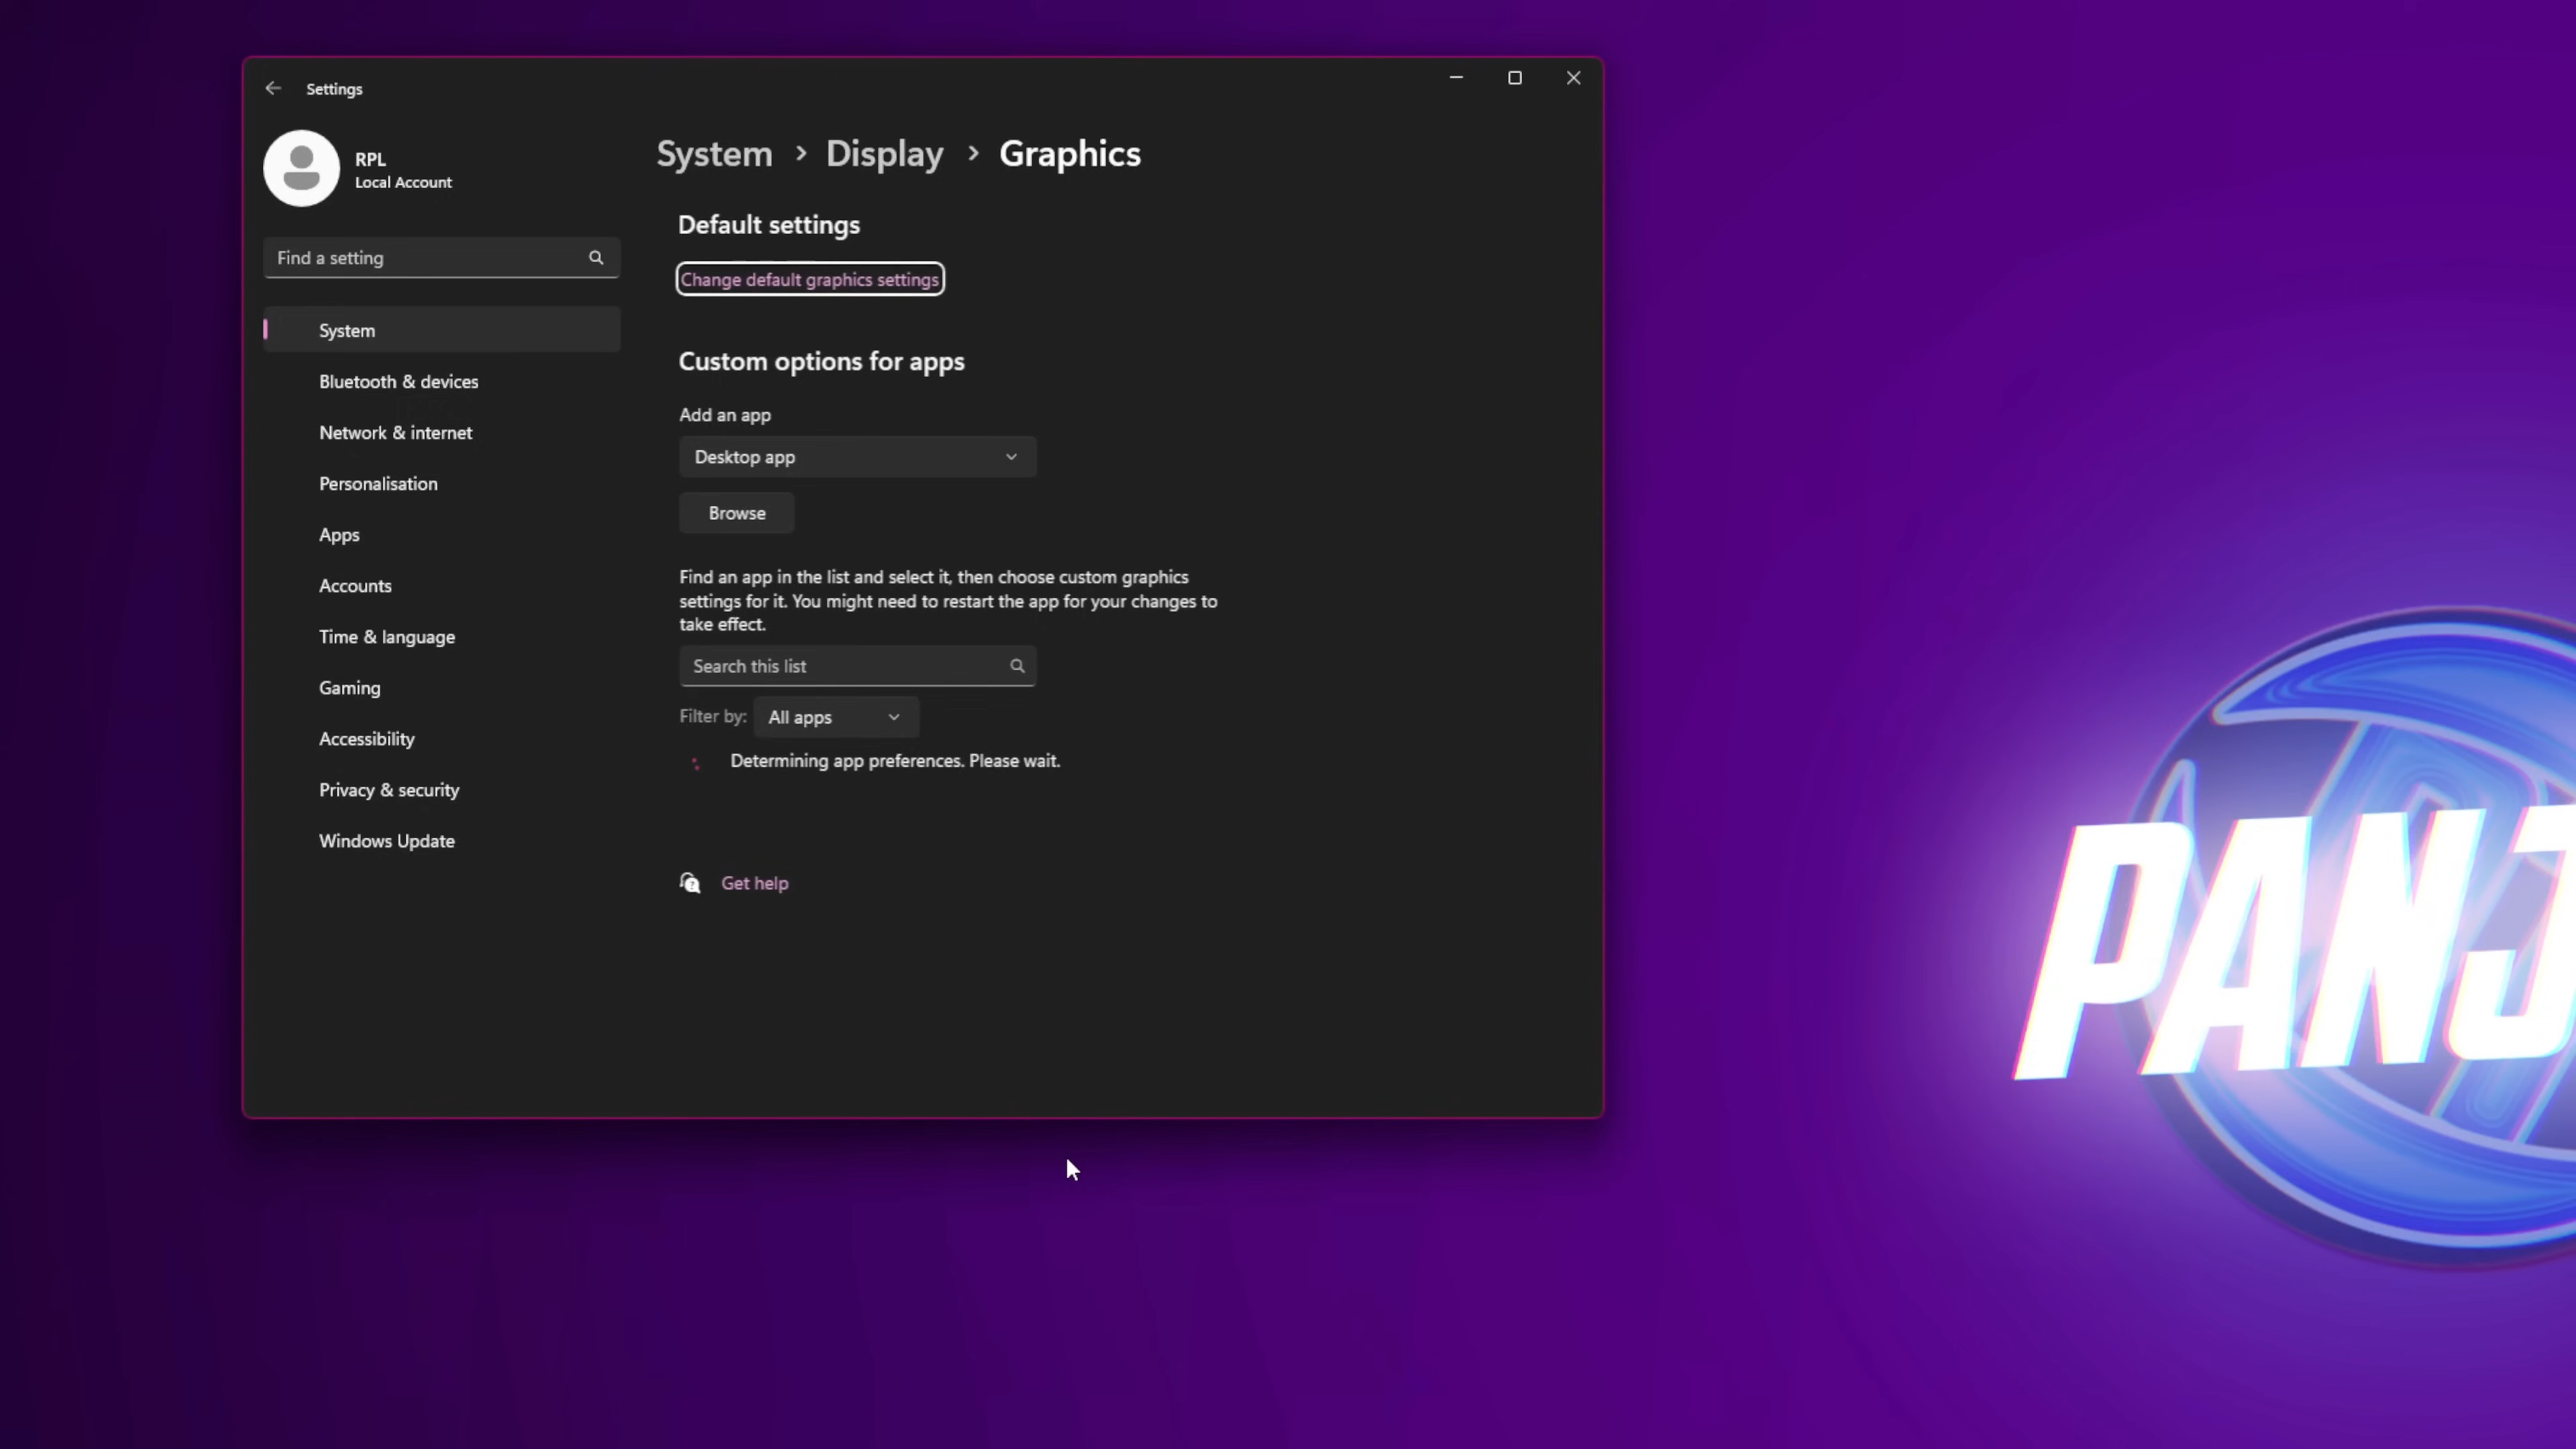 Settings
RPL
Local Account
Find a setting
System
Bluetooth & devices
Network & internet
Personalisation
Apps
Accounts
Time & language
Gaming
Accessibility
Privacy & security
Windows Update
System > Display > Graphics
Default settings
Change default graphics settings
Custom options for apps
Add an app
Desktop app
Browse
Find an app in the list and select it, then choose custom graphics
settings for it. You might need to restart the app for your changes to
take effect.
Search this list
Filter by: All apps
Determining app preferences. Please wait.
Get help
PANJ